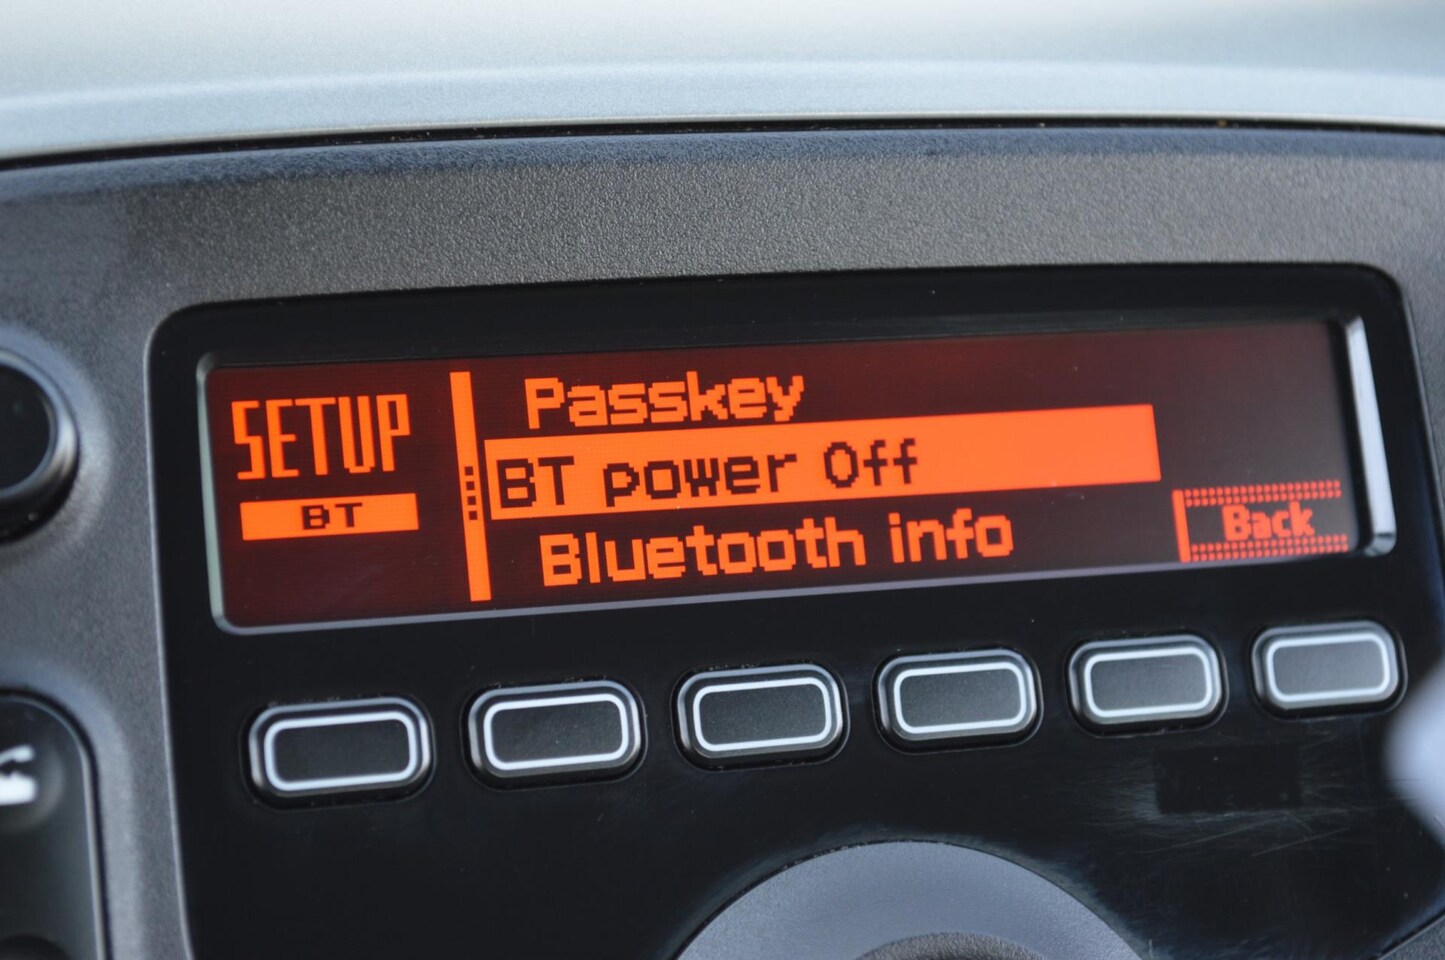 SETUP
BT
Passkey
BT power Off
Bluetooth info
Back